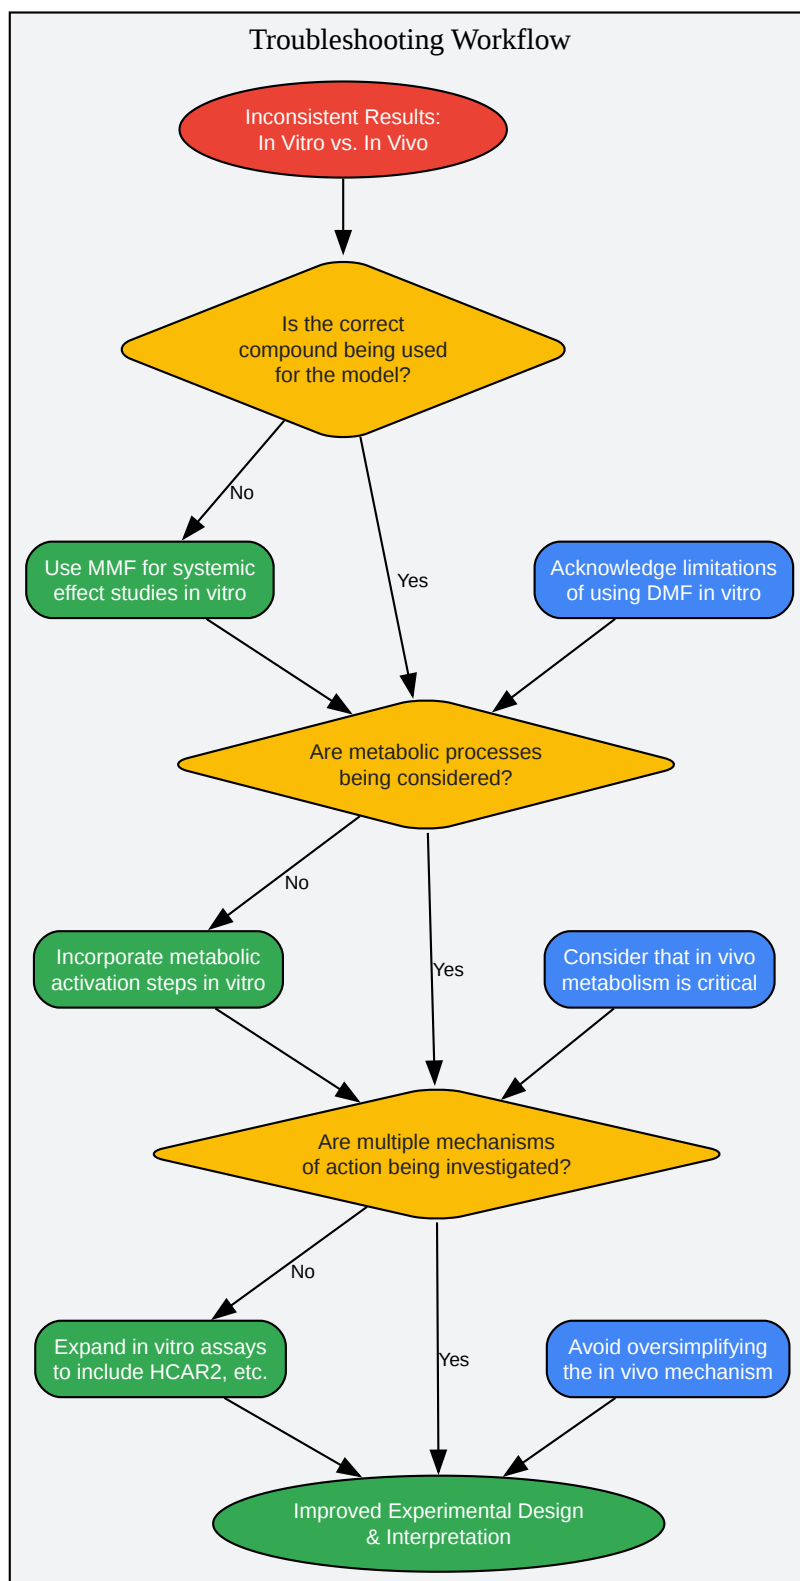 Troubleshooting Workflow
Inconsistent Results:
In Vitro vs. In Vivo
Is the correct
compound being used
for the model?
No
Yes
Use MMF for systemic
effect studies in vitro
Acknowledge limitations
of using DMF in vitro
Are metabolic processes
being considered?
No
Yes
Incorporate metabolic
activation steps in vitro
Consider that in vivo
metabolism is critical
Are multiple mechanisms
of action being investigated?
No
Yes
Expand in vitro assays
to include HCAR2, etc.
Avoid oversimplifying
the in vivo mechanism
Improved Experimental Design
& Interpretation